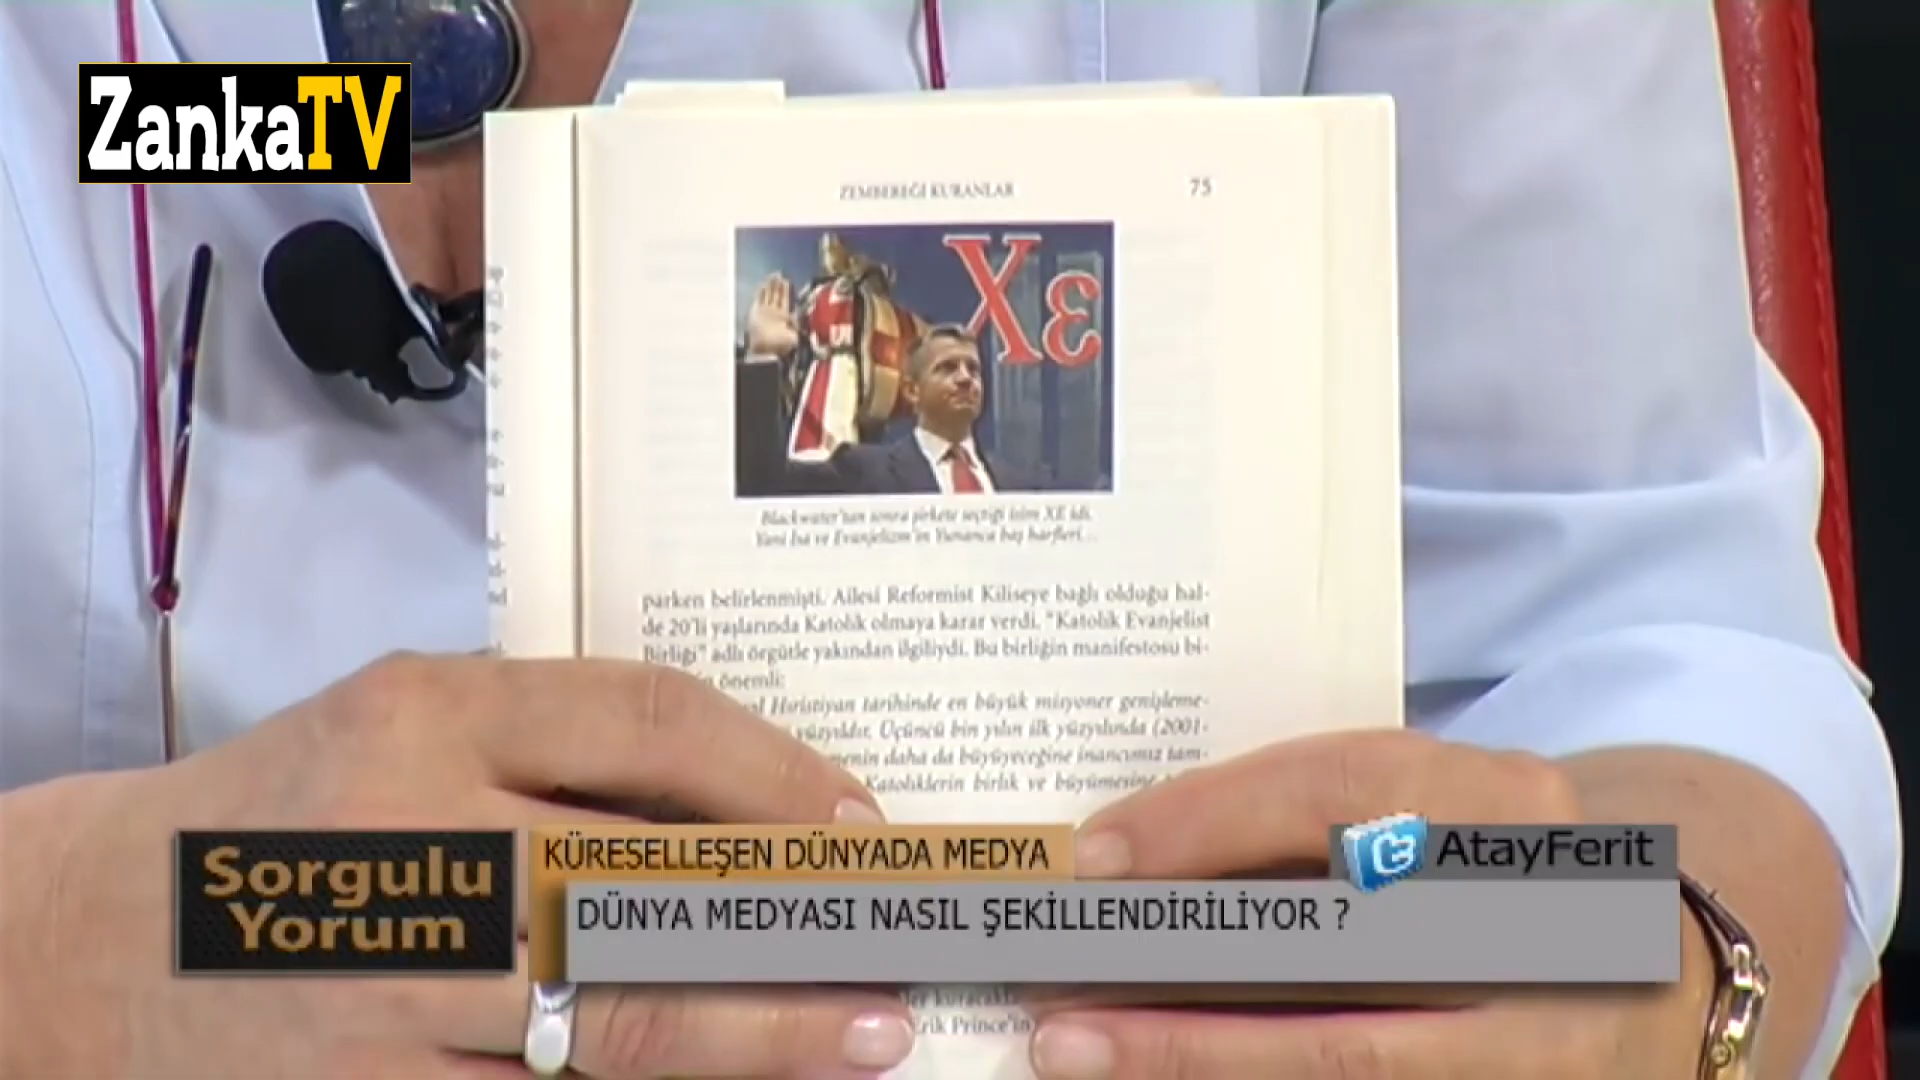 ZankaTV
ZEMBEREĞİ KURANLAR 75
Xε
Blackwater'tan sonra şirkete seçtiği isim XE idi.
Yani İsa ve Evanjelizm'in Yunanca baş harfleri...
parken belirlenmişti. Ailesi Reformist Kiliseye bağlı olduğu hal-
de 20'li yaşlarında Katolik olmaya karar verdi. "Katolik Evanjelist
Birliği" adlı örgütle yakından ilgiliydi. Bu birliğin manifestosu bi-
önemli:
Hıristiyan tarihinde en büyük misyoner genişleme-
yüzyıldır. Üçüncü bin yılın ilk yüzyılında (2001-
daha da büyüyeceğine inancımız tam-
Katoliklerin birlik ve büyümesine
Sorgulu
Yorum
KÜRESELLEŞEN DÜNYADA MEDYA
AtayFerit
DÜNYA MEDYASI NASIL ŞEKİLLENDİRİLİYOR ?
Erik Prince'in